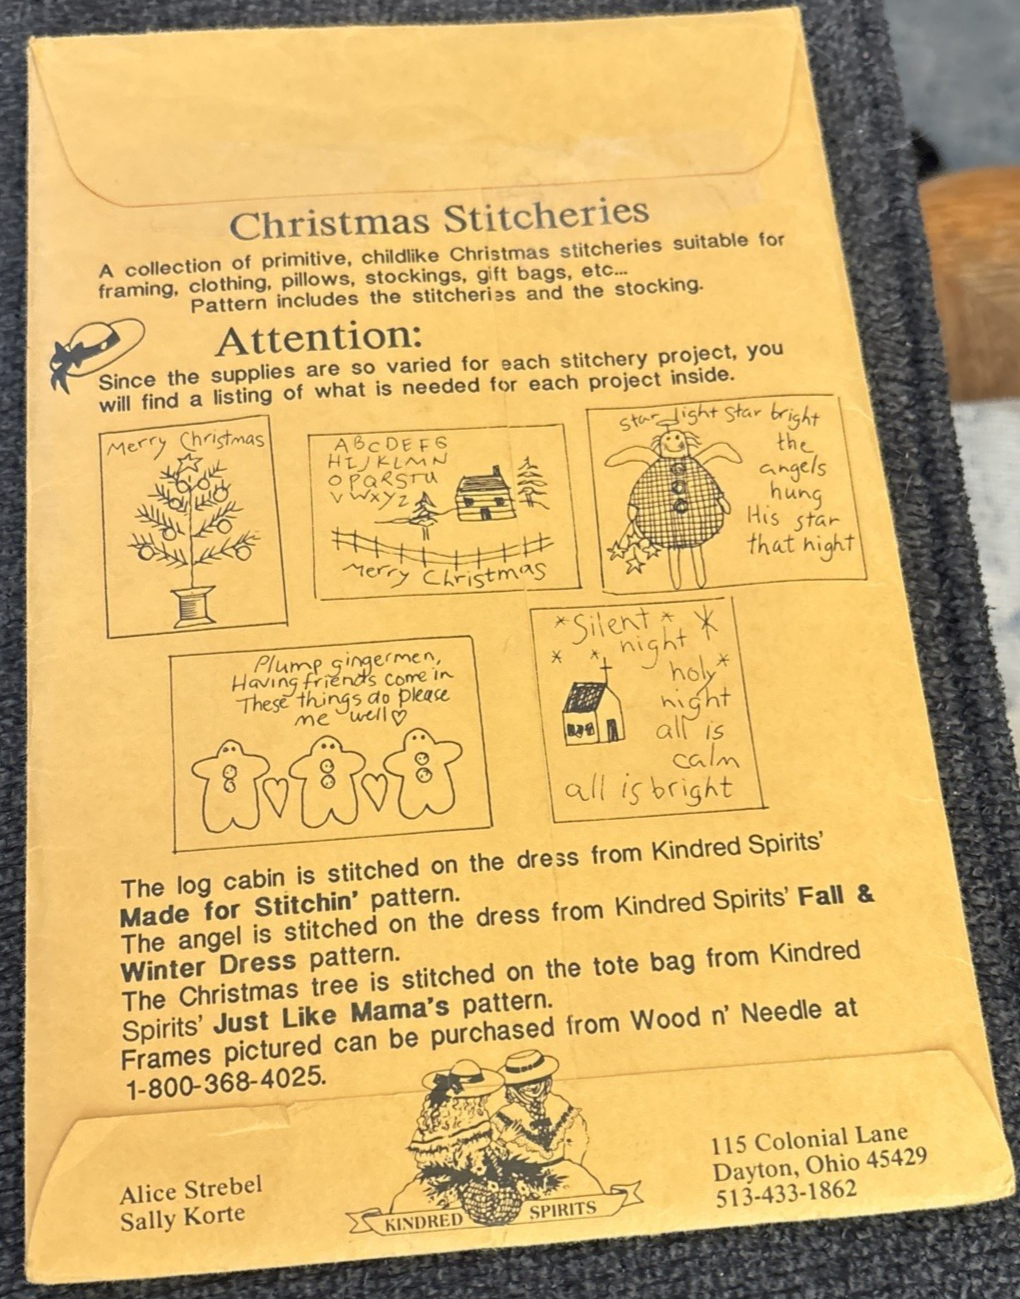 Christmas Stitcheries
A collection of primitive, childlike Christmas stitcheries suitable for
framing, clothing, pillows, stockings, gift bags, etc...
Pattern includes the stitcheries and the stocking.
Attention:
Since the supplies are so varied for each stitchery project, you
will find a listing of what is needed for each project inside.
Merry Christmas
ABCDEFG
HIJKLMN
OPQRSTU
VWXYZ
Merry Christmas
Star light star bright
the
angels
hung
His star
that night
Plump gingermen,
Having friends come in
These things do please
me well♡
*Silent*
night
holy*
night
all is
calm
all is bright
The log cabin is stitched on the dress from Kindred Spirits'
Made for Stitchin' pattern.
The angel is stitched on the dress from Kindred Spirits' Fall &
Winter Dress pattern.
The Christmas tree is stitched on the tote bag from Kindred
Spirits' Just Like Mama's pattern.
Frames pictured can be purchased from Wood n' Needle at
1-800-368-4025.
Alice Strebel
Sally Korte
KINDRED SPIRITS
115 Colonial Lane
Dayton, Ohio 45429
513-433-1862